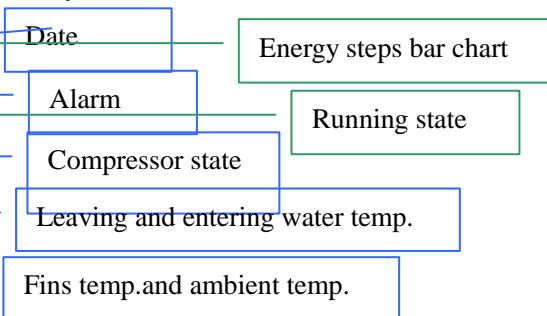 Date
Energy steps bar chart
Alarm
Running state
Compressor state
Leaving and entering water temp.
Fins temp.and ambient temp.